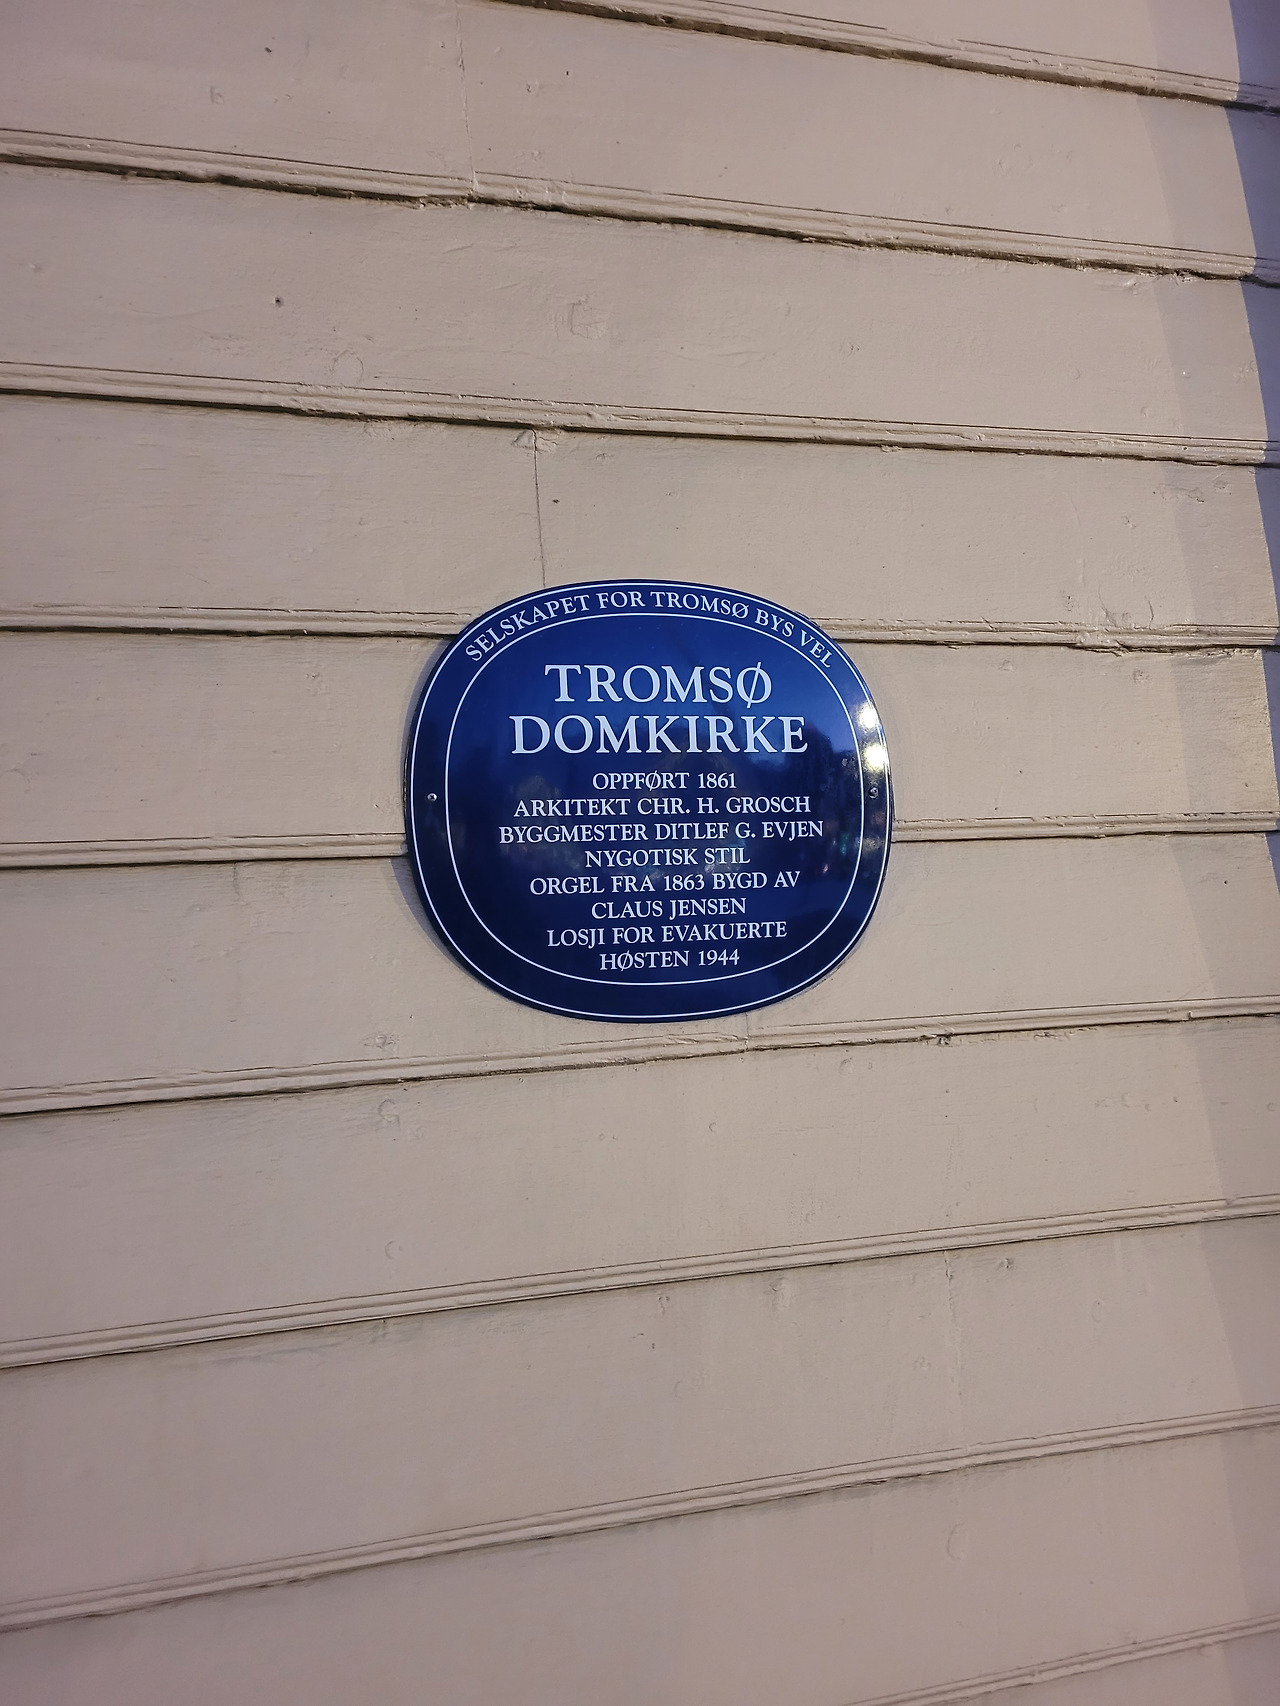 SELSKAPET FOR TROMSØ BYS VEL
TROMSØ
DOMKIRKE
OPPFØRT 1861
ARKITEKT CHR. H. GROSCH
BYGGMESTER DITLEF G. EVJEN
NYGOTISK STIL
ORGEL FRA 1863 BYGD AV
CLAUS JENSEN
LOSJI FOR EVAKUERTE
HØSTEN 1944